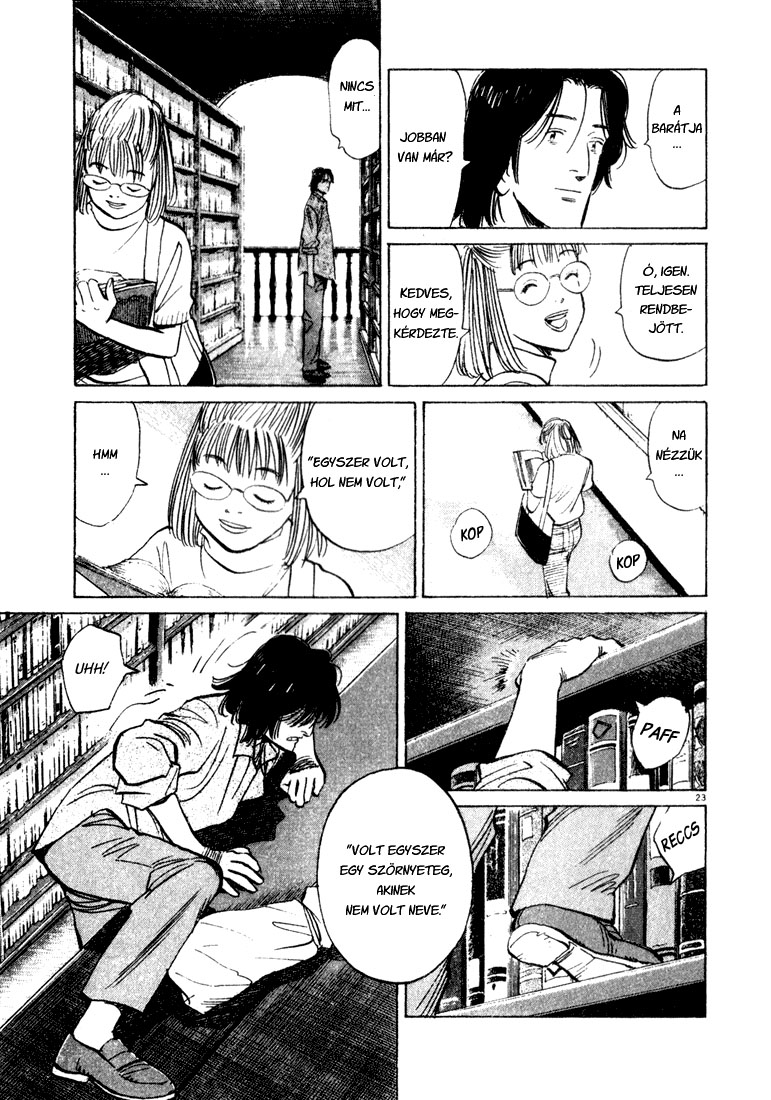 A
BARÁTJA
...
JOBBAN
VAN MÁR?
Ó, IGEN.
TELJESEN
RENDBE-
JÖTT.
KEDVES,
HOGY MEG-
KÉRDEZTE.
NINCS
MIT...
NA
NÉZZÜK
...
KOP
KOP
"EGYSZER VOLT,
HOL NEM VOLT,"
HMM
...
PAFF
23
RECCS
UHH!
"VOLT EGYSZER
EGY SZÖRNYETEG,
AKINEK
NEM VOLT NEVE."